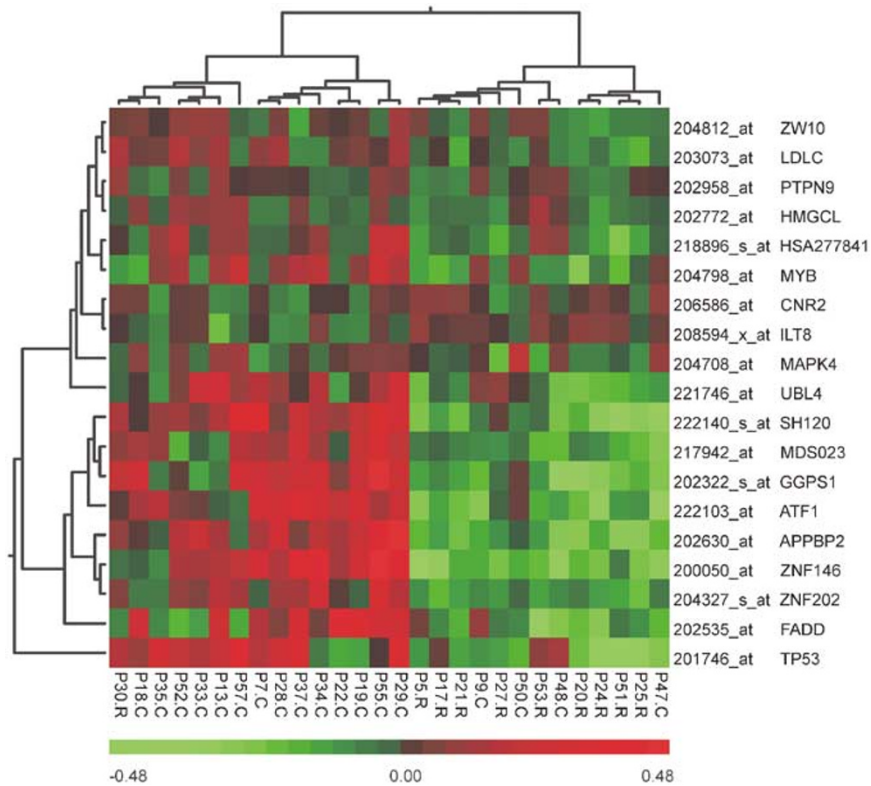 204812_at ZW10
203073_at LDLC
202958_at PTPN9
202772_at HMGCL
218896_s_at HSA277841
204798_at MYB
206586_at CNR2
208594_x_at ILT8
204708_at MAPK4
221746_at UBL4
222140_s_at SH120
217942_at MDS023
202322_s_at GGPS1
222103_at ATF1
202630_at APPBP2
200050_at ZNF146
204327_s_at ZNF202
202535_at FADD
201746_at TP53
P30.R P18.C P35.C P52.C P33.C P13.C P57.C P7.C P28.C P37.C P34.C P22.C P19.C P55.C P29.C P5.R P17.R P21.R P9.C P27.R P50.C P53.R P48.C P20.R P24.R P51.R P25.R P47.C
-0.48 0.00 0.48